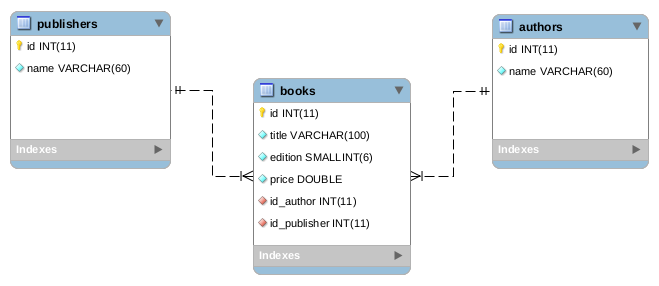 publishers
id INT(11)
name VARCHAR(60)
Indexes
books
id INT(11)
title VARCHAR(100)
edition SMALLINT(6)
price DOUBLE
id_author INT(11)
id_publisher INT(11)
Indexes
authors
id INT(11)
name VARCHAR(60)
Indexes